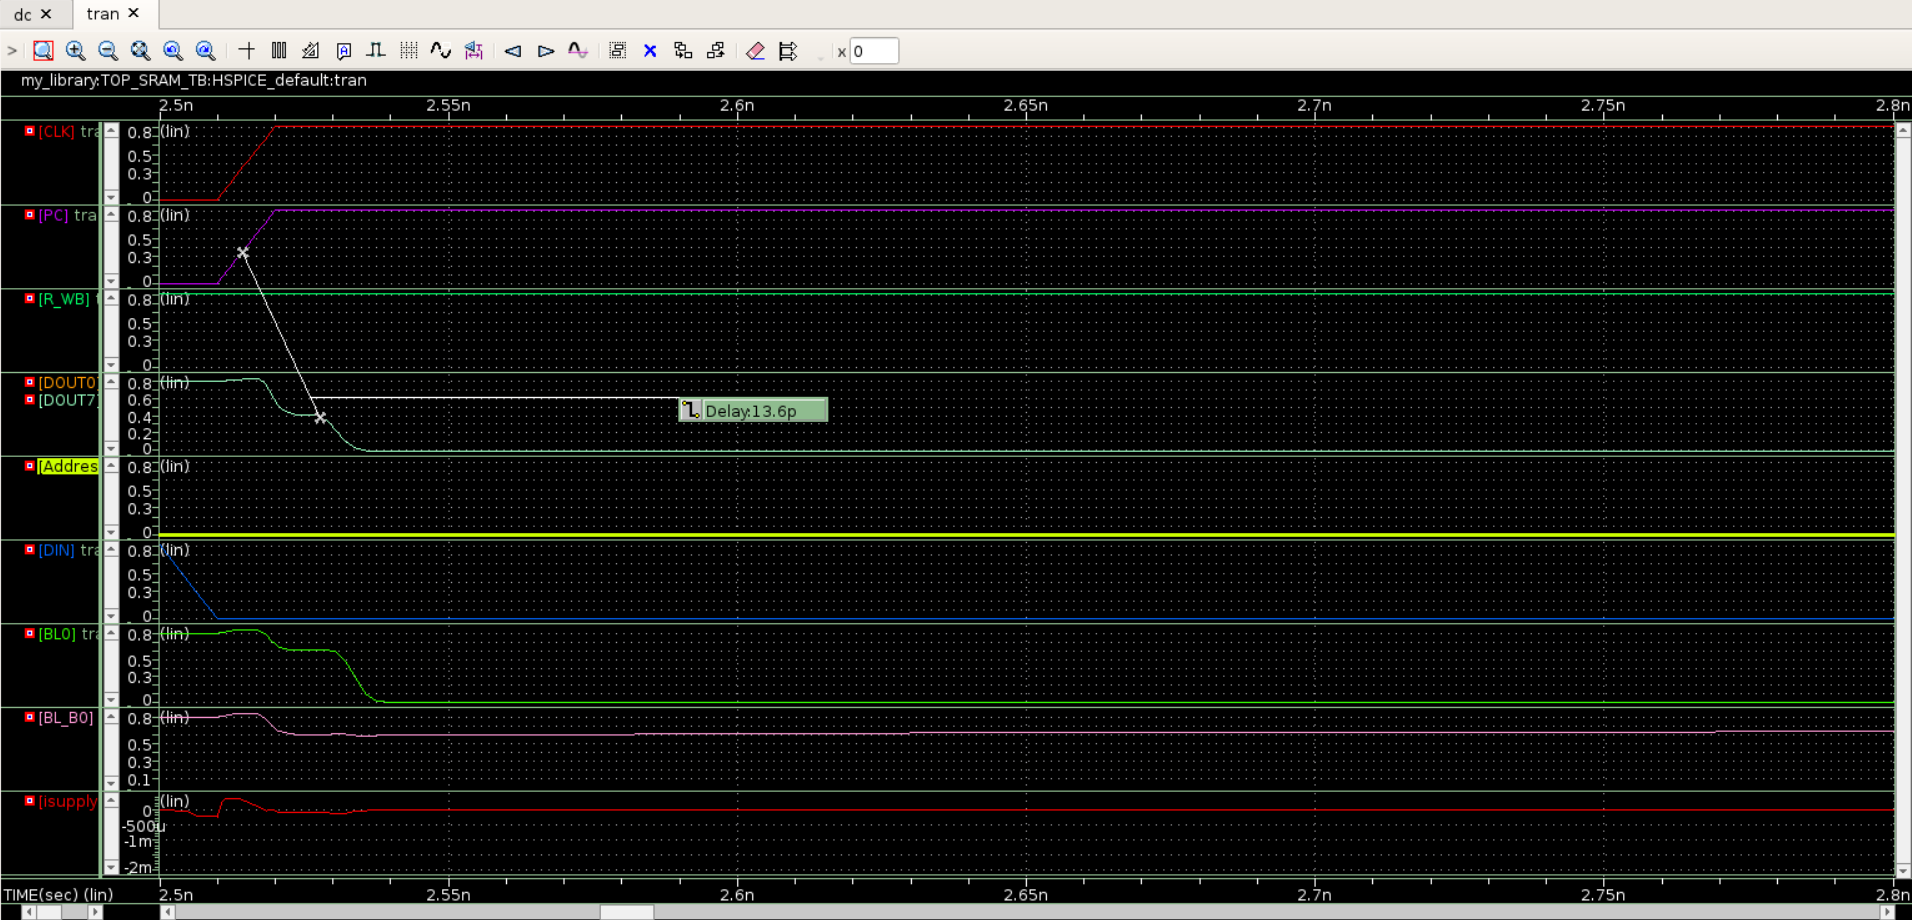 dc tran
> x 0
my_library:TOP_SRAM_TB:HSPICE_default:tran
2.5n 2.55n 2.6n 2.65n 2.7n 2.75n 2.8n
[CLK] tra 0.8 (lin)
0.5
0.3
0
[PC] tra 0.8 (lin)
0.5
0.3
0
[R_WB] t 0.8 (lin)
0.5
0.3
0
[DOUT0] 0.8 (lin)
[DOUT7] 0.6
0.4 Delay:13.6p
0.2
0
[Addres 0.8 (lin)
0.5
0.3
0
[DIN] tra 0.8 (lin)
0.5
0.3
0
[BL0] tra 0.8 (lin)
0.5
0.3
0
[BL_B0] 0.8 (lin)
0.5
0.3
0.1
[isupply (lin)
0
-500u
-1m
-2m
TIME(sec) (lin) 2.5n 2.55n 2.6n 2.65n 2.7n 2.75n 2.8n